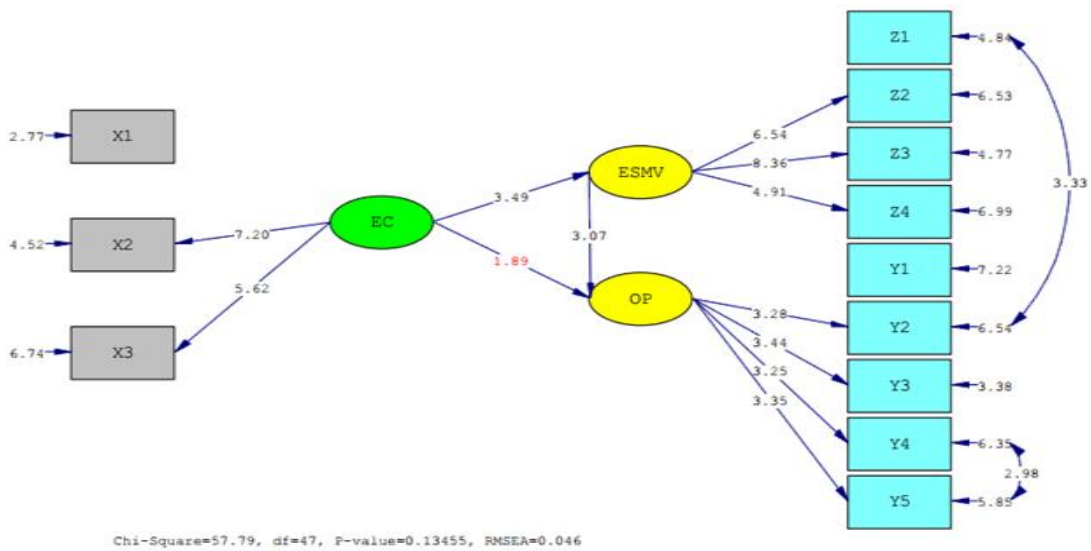 Z1
4.84
Z2
6.53
2.77
X1
6.54
Z3
4.77
8.36
ESMV
3.33
4.91
3.49
Z4
6.99
EC
7.20
4.52
X2
3.07
1.89
Y1
7.22
5.62
OP
3.28
Y2
6.54
3.44
6.74
X3
3.25
Y3
3.38
3.35
Y4
6.35
2.98
Y5
5.85
Chi-Square=57.79, df=47, P-value=0.13455, RMSEA=0.046